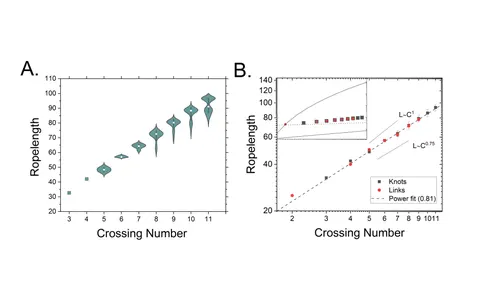 A.
Ropelength
110
100
90
80
70
60
50
40
30
20
3 4 5 6 7 8 9 10 11
Crossing Number
B.
Ropelength
140
120
100
80
60
40
20
L~C¹
L~C⁰·⁷⁵
Knots
Links
Power fit (0.81)
2 3 4 5 6 7 8 9 10 11
Crossing Number